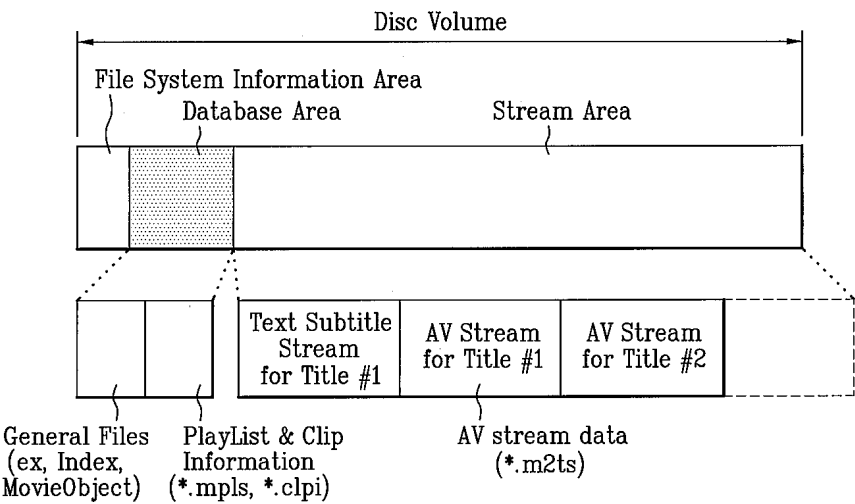 Disc Volume
File System Information Area
Database Area
Stream Area
Text Subtitle
Stream
for Title #1
AV Stream
for Title #1
AV Stream
for Title #2
General Files
(ex, Index,
MovieObject)
PlayList & Clip
Information
(*.mpls, *.clpi)
AV stream data
(*.m2ts)